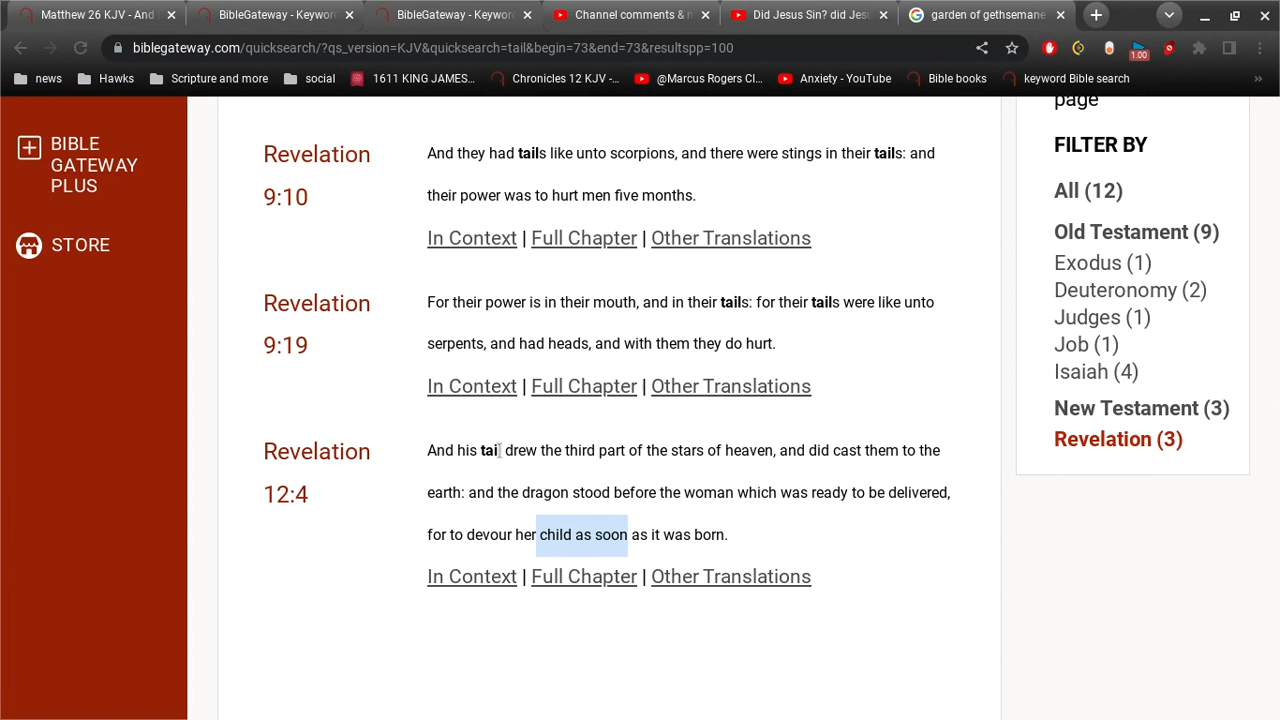 Matthew 26 KJV - And I
BibleGateway - Keywor
BibleGateway - Keywor
Channel comments & m
Did Jesus Sin? did Jesu
garden of gethsemane
biblegateway.com/quicksearch/?qs_version=KJV&quicksearch=tail&begin=73&end=73&resultspp=100
1.00
news
Hawks
Scripture and more
social
1611 KING JAMES...
Chronicles 12 KJV -...
@Marcus Rogers Cl...
Anxiety - YouTube
Bible books
keyword Bible search
»
BIBLE
GATEWAY
PLUS
STORE
Revelation
9:10
And they had tails like unto scorpions, and there were stings in their tails: and
their power was to hurt men five months.
In Context | Full Chapter | Other Translations
Revelation
9:19
For their power is in their mouth, and in their tails: for their tails were like unto
serpents, and had heads, and with them they do hurt.
In Context | Full Chapter | Other Translations
Revelation
12:4
And his tail drew the third part of the stars of heaven, and did cast them to the
earth: and the dragon stood before the woman which was ready to be delivered,
for to devour her child as soon as it was born.
In Context | Full Chapter | Other Translations
page
FILTER BY
All (12)
Old Testament (9)
Exodus (1)
Deuteronomy (2)
Judges (1)
Job (1)
Isaiah (4)
New Testament (3)
Revelation (3)